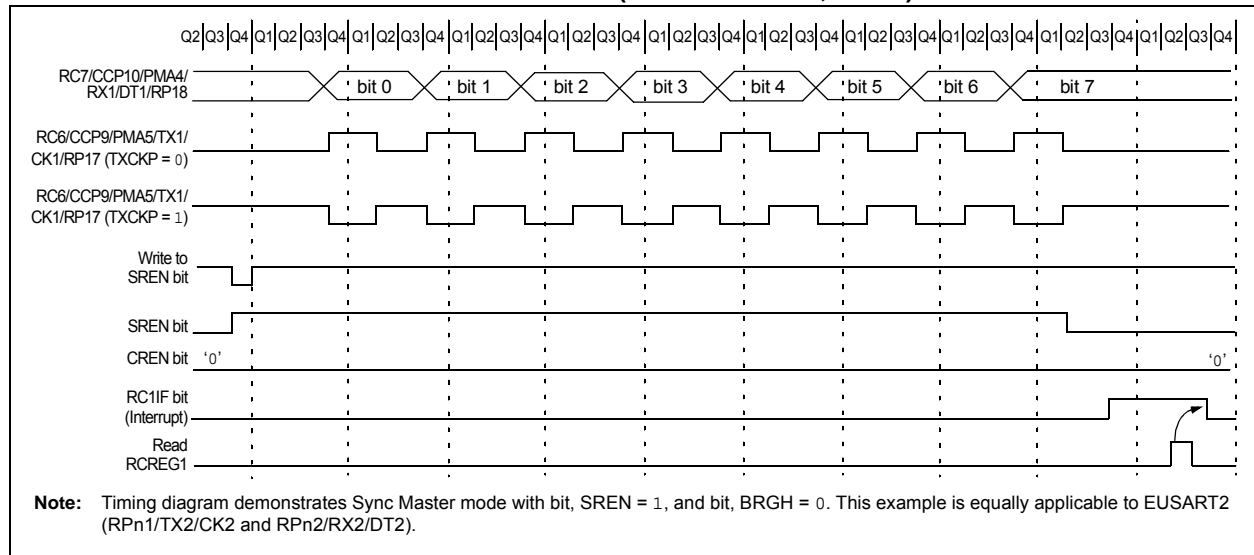 Q2 Q3 Q4 Q1 Q2 Q3 Q4 Q1 Q2 Q3 Q4 Q1 Q2 Q3 Q4 Q1 Q2 Q3 Q4 Q1 Q2 Q3 Q4 Q1 Q2 Q3 Q4 Q1 Q2 Q3 Q4 Q1 Q2 Q3 Q4 Q1 Q2 Q3 Q4 Q1 Q2 Q3 Q4
RC7/CCP10/PMA4/
RX1/DT1/RP18
bit 0 bit 1 bit 2 bit 3 bit 4 bit 5 bit 6 bit 7
RC6/CCP9/PMA5/TX1/
CK1/RP17 (TXCKP = 0)
RC6/CCP9/PMA5/TX1/
CK1/RP17 (TXCKP = 1)
Write to
SREN bit
SREN bit
CREN bit '0' '0'
RC1IF bit
(Interrupt)
Read
RCREG1
Note: Timing diagram demonstrates Sync Master mode with bit, SREN = 1, and bit, BRGH = 0. This example is equally applicable to EUSART2
(RPn1/TX2/CK2 and RPn2/RX2/DT2).